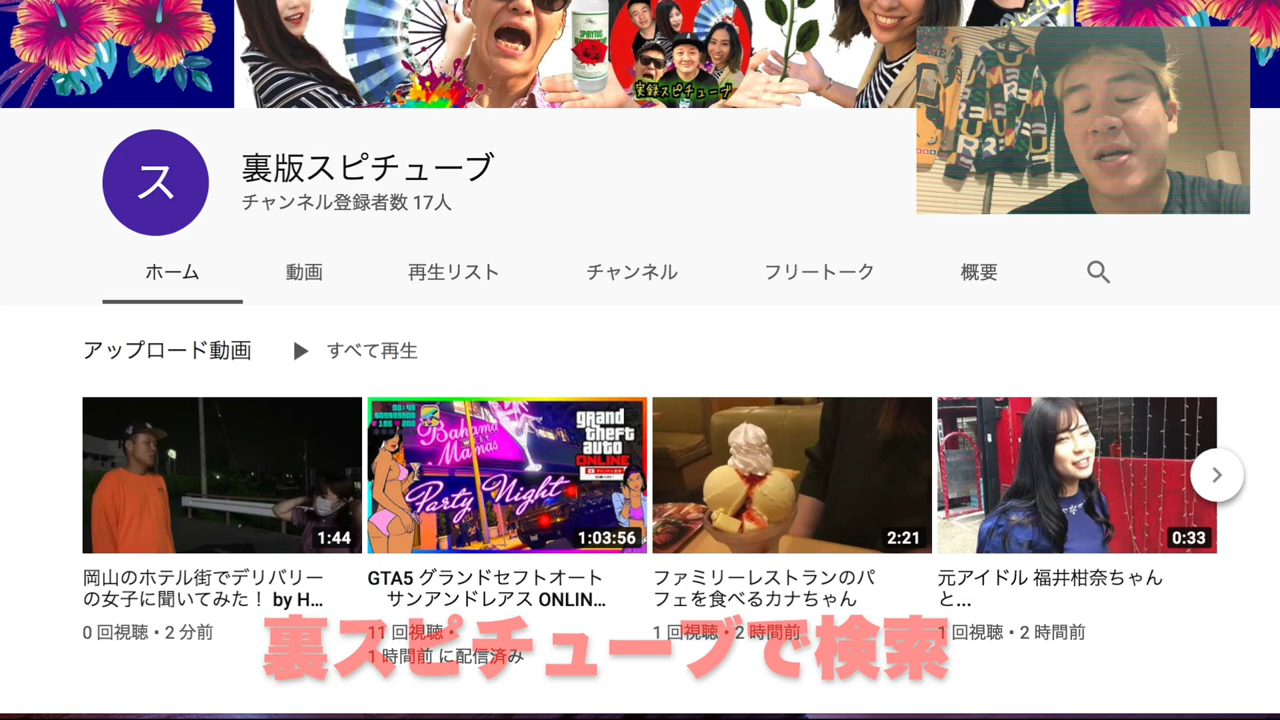 SPIRYTUS
実録スピチューブ
ス
裏版スピチューブ
チャンネル登録者数 17人
ホーム
動画
再生リスト
チャンネル
フリートーク
概要
アップロード動画
すべて再生
1:44
Bahama
Mamas
Party Night
grand
theft
auto
ONLINE
1:03:56
2:21
0:33
岡山のホテル街でデリバリー
の女子に聞いてみた！ by H...
0 回視聴・2 分前
GTA5 グランドセフトオート
サンアンドレアス ONLIN...
11 回視聴・
1 時間前 に配信済み
ファミリーレストランのパ
フェを食べるカナちゃん
1 回視聴・2 時間前
元アイドル 福井柑奈ちゃん
と...
1 回視聴・2 時間前
裏スピチューブで検索